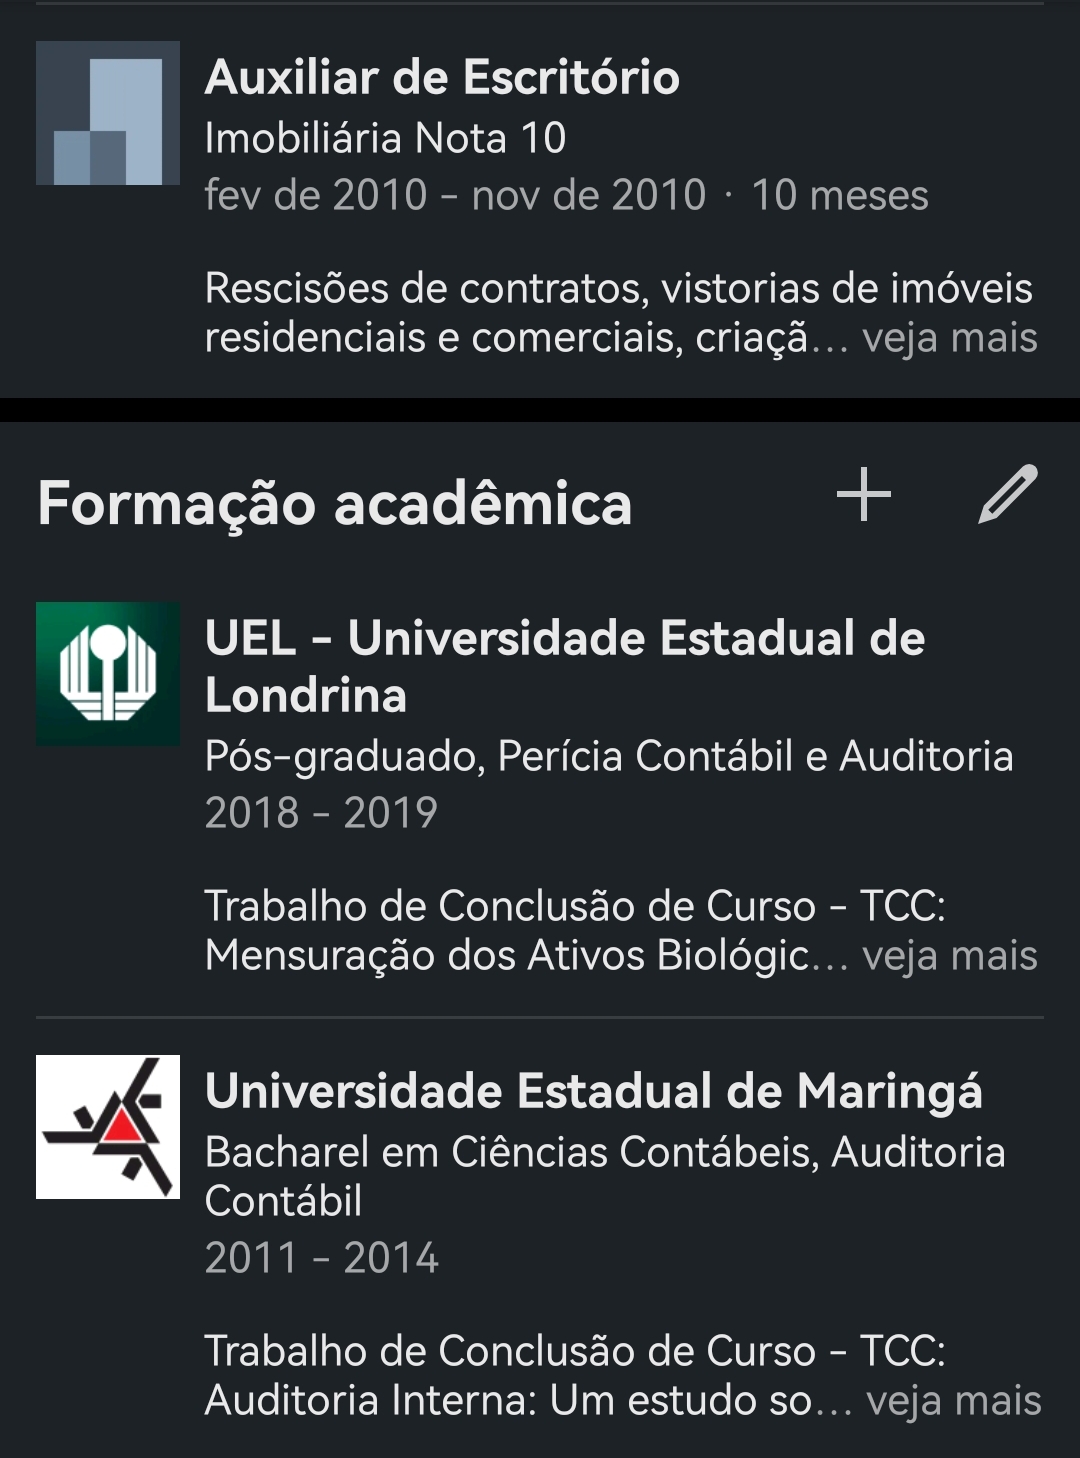 Auxiliar de Escritório
Imobiliária Nota 10
fev de 2010 - nov de 2010 · 10 meses
Rescisões de contratos, vistorias de imóveis
residenciais e comerciais, criaçã... veja mais
Formação acadêmica
UEL - Universidade Estadual de
Londrina
Pós-graduado, Perícia Contábil e Auditoria
2018 - 2019
Trabalho de Conclusão de Curso - TCC:
Mensuração dos Ativos Biológic... veja mais
Universidade Estadual de Maringá
Bacharel em Ciências Contábeis, Auditoria
Contábil
2011 - 2014
Trabalho de Conclusão de Curso - TCC:
Auditoria Interna: Um estudo so... veja mais